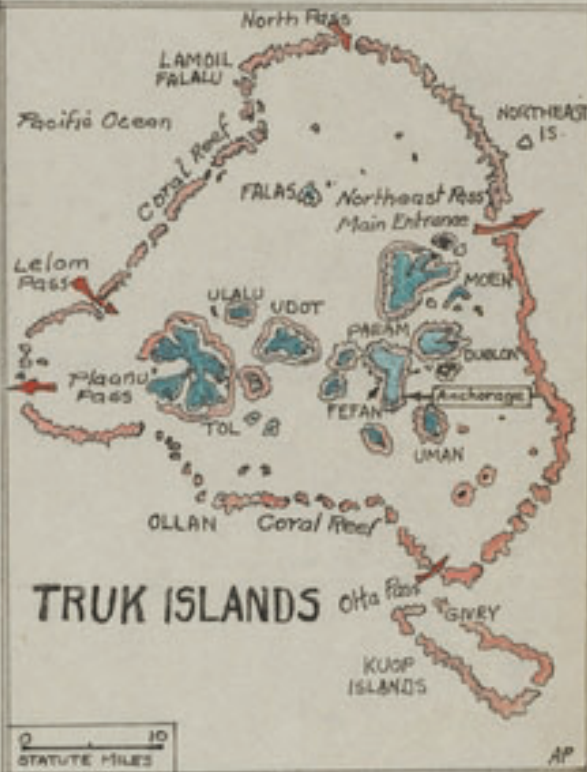 North Pass
LAMOIL
FALALU
Pacific Ocean
NORTHEAST
IS.
Coral Reef
FALAS
Northeast Pass
Main Entrance
Lelom
Pass
MOEN
ULALU
UDOT
PARAM
DUBLON
Piaanu
Pass
Anchorage
FEFAN
TOL
UMAN
OLLAN
Coral Reef
TRUK ISLANDS
Otta Pass
GIVRY
KUOP
ISLANDS
0 10
STATUTE MILES
AP